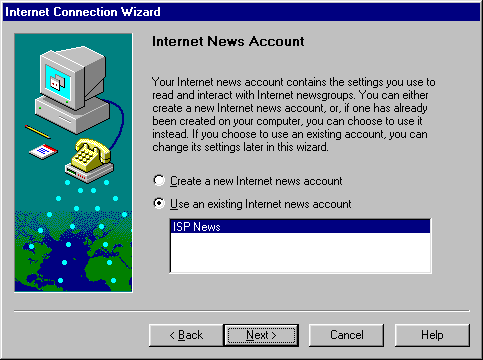 Internet Connection Wizard
Internet News Account
Your Internet news account contains the settings you use to
read and interact with Internet newsgroups. You can either
create a new Internet news account, or, if one has already
been created on your computer, you can choose to use it
instead. If you choose to use an existing account, you can
change its settings later in this wizard.
Create a new Internet news account
Use an existing Internet news account
ISP News
< Back Next > Cancel Help